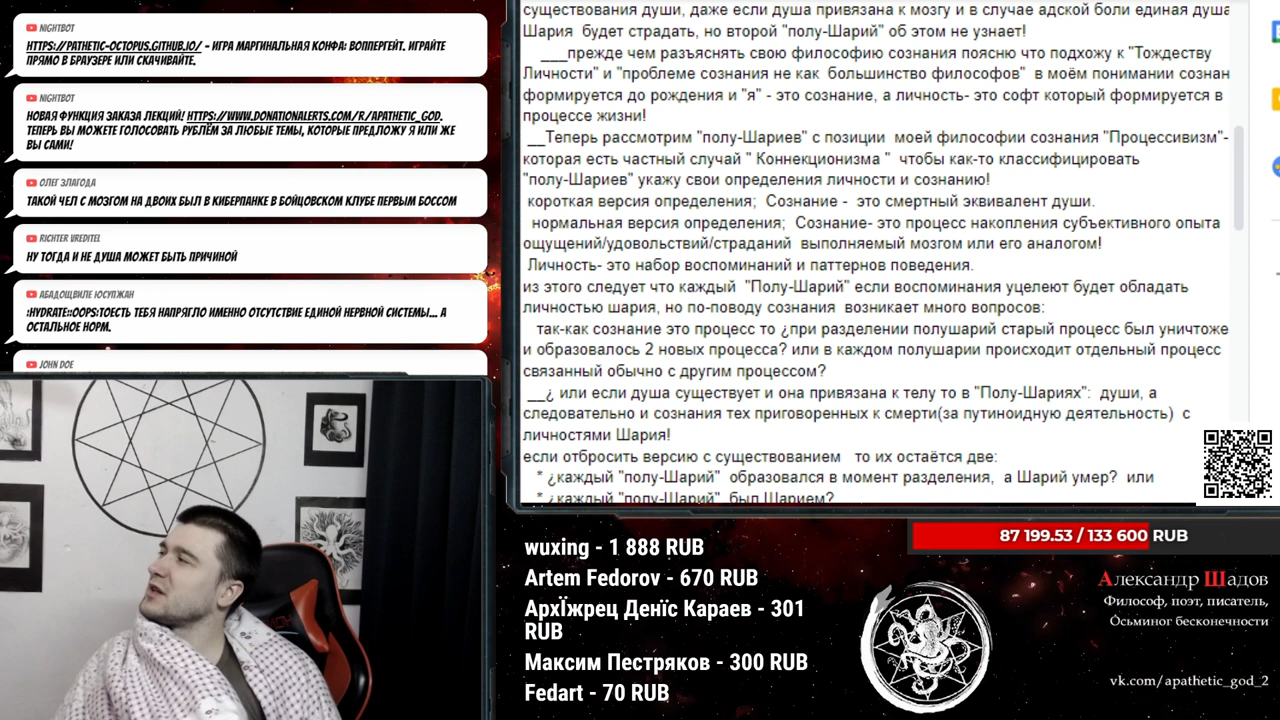 NIGHTBOT
HTTPS://PATHETIC-OCTOPUS.GITHUB.IO/ - ИГРА МАРГИНАЛЬНАЯ КОНФА: ВОППЕРГЕЙТ. ИГРАЙТЕ
ПРЯМО В БРАУЗЕРЕ ИЛИ СКАЧИВАЙТЕ.
NIGHTBOT
НОВАЯ ФУНКЦИЯ ЗАКАЗА ЛЕКЦИЙ! HTTPS://WWW.DONATIONALERTS.COM/R/APATHETIC_GOD.
ТЕПЕРЬ ВЫ МОЖЕТЕ ГОЛОСОВАТЬ РУБЛЁМ ЗА ЛЮБЫЕ ТЕМЫ, КОТОРЫЕ ПРЕДЛОЖУ Я ИЛИ ЖЕ
ВЫ САМИ!
ОЛЕГ ЗЛАГОДА
ТАКОЙ ЧЕЛ С МОЗГОМ НА ДВОИХ БЫЛ В КИБЕРПАНКЕ В БОЙЦОВСКОМ КЛУБЕ ПЕРВЫМ БОССОМ
RICHTER VREDITEL
НУ ТОГДА И НЕ ДУША МОЖЕТ БЫТЬ ПРИЧИНОЙ
АБАДОЩВИЛЕ ЮСУПЖАН
:HYDRATE::OOPS:ТОЕСТЬ ТЕБЯ НАПРЯГЛО ИМЕННО ОТСУТСТВИЕ ЕДИНОЙ НЕРВНОЙ СИСТЕМЫ... А
ОСТАЛЬНОЕ НОРМ.
JOHN DOE
существования души, даже если душа привязана к мозгу и в случае адской боли единая душа
Шария будет страдать, но второй "полу-Шарий" об этом не узнает!
___прежде чем разъяснять свою философию сознания поясню что подхожу к "Тождеству
Личности" и "проблеме сознания не как большинство философов" в моём понимании сознан
формируется до рождения и "я" - это сознание, а личность- это софт который формируется в
процессе жизни!
__Теперь рассмотрим "полу-Шариев" с позиции моей философии сознания "Процессивизм"-
которая есть частный случай " Коннекционизма " чтобы как-то классифицировать
"полу-Шариев" укажу свои определения личности и сознанию!
короткая версия определения; Сознание - это смертный эквивалент души.
нормальная версия определения; Сознание- это процесс накопления субъективного опыта
ощущений/удовольствий/страданий выполняемый мозгом или его аналогом!
Личность- это набор воспоминаний и паттернов поведения.
из этого следует что каждый "Полу-Шарий" если воспоминания уцелеют будет обладать
личностью шария, но по-поводу сознания возникает много вопросов:
так-как сознание это процесс то ¿при разделении полушарий старый процесс был уничтоже
и образовалось 2 новых процесса? или в каждом полушарии происходит отдельный процесс
связанный обычно с другим процессом?
__¿ или если душа существует и она привязана к телу то в "Полу-Шариях": души, а
следовательно и сознания тех приговоренных к смерти(за путиноидную деятельность) с
личностями Шария!
если отбросить версию с существованием то их остаётся две:
* ¿каждый "полу-Шарий" образовался в момент разделения, а Шарий умер? или
* ¿каждый "полу-Шарий" был Шарием?
87 199.53 / 133 600 RUB
wuxing - 1 888 RUB
Artem Fedorov - 670 RUB
АрхЇжрец Денїс Караев - 301
RUB
Максим Пестряков - 300 RUB
Fedart - 70 RUB
Александр Шадов
Философ, поэт, писатель,
Осьминог бесконечности
vk.com/apathetic_god_2